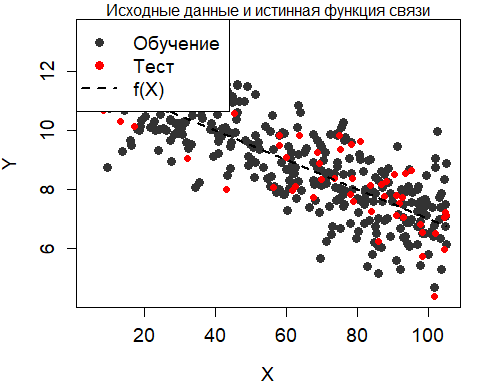 Исходные данные и истинная функция связи
Обучение
Тест
f(X)
12
10
8
6
Y
20 40 60 80 100
X